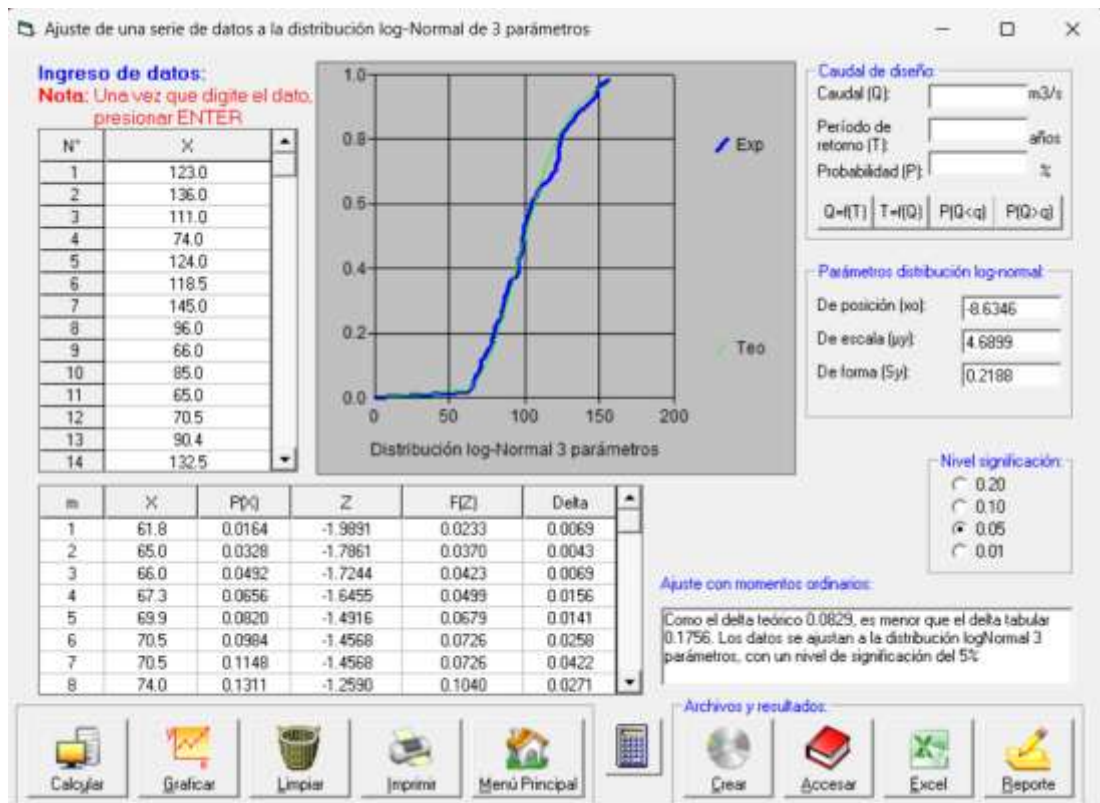 Ajuste de una serie de datos a la distribución log-Normal de 3 parámetros
Ingreso de datos:
Nota: Una vez que digite el dato,
presionar ENTER
N° X
1 123.0
2 136.0
3 111.0
4 74.0
5 124.0
6 118.5
7 145.0
8 96.0
9 66.0
10 85.0
11 65.0
12 70.5
13 90.4
14 132.5
1.0
0.8
0.6
0.4
0.2
0.0
0 50 100 150 200
Exp
Teo
Distribución log-Normal 3 parámetros
Caudal de diseño:
Caudal (Q): m3/s
Período de
retorno (T): años
Probabilidad (P): %
Q=f(T) T=f(Q) P(Q<q) P(Q>q)
Parámetros distribución log-normal:
De posición (xo): -8.6346
De escala (µy): 4.6899
De forma (Sy): 0.2188
Nivel significación:
0.20
0.10
0.05
0.01
m X P(X) Z F(Z) Delta
1 61.8 0.0164 -1.9891 0.0233 0.0069
2 65.0 0.0328 -1.7861 0.0370 0.0043
3 66.0 0.0492 -1.7244 0.0423 0.0069
4 67.3 0.0656 -1.6455 0.0499 0.0156
5 69.9 0.0820 -1.4916 0.0679 0.0141
6 70.5 0.0984 -1.4568 0.0726 0.0258
7 70.5 0.1148 -1.4568 0.0726 0.0422
8 74.0 0.1311 -1.2590 0.1040 0.0271
Ajuste con momentos ordinarios:
Como el delta teórico 0.0829, es menor que el delta tabular
0.1756. Los datos se ajustan a la distribución logNormal 3
parámetros, con un nivel de significación del 5%
Archivos y resultados:
Calcular Graficar Limpiar Imprimir Menú Principal Crear Accesar Excel Reporte